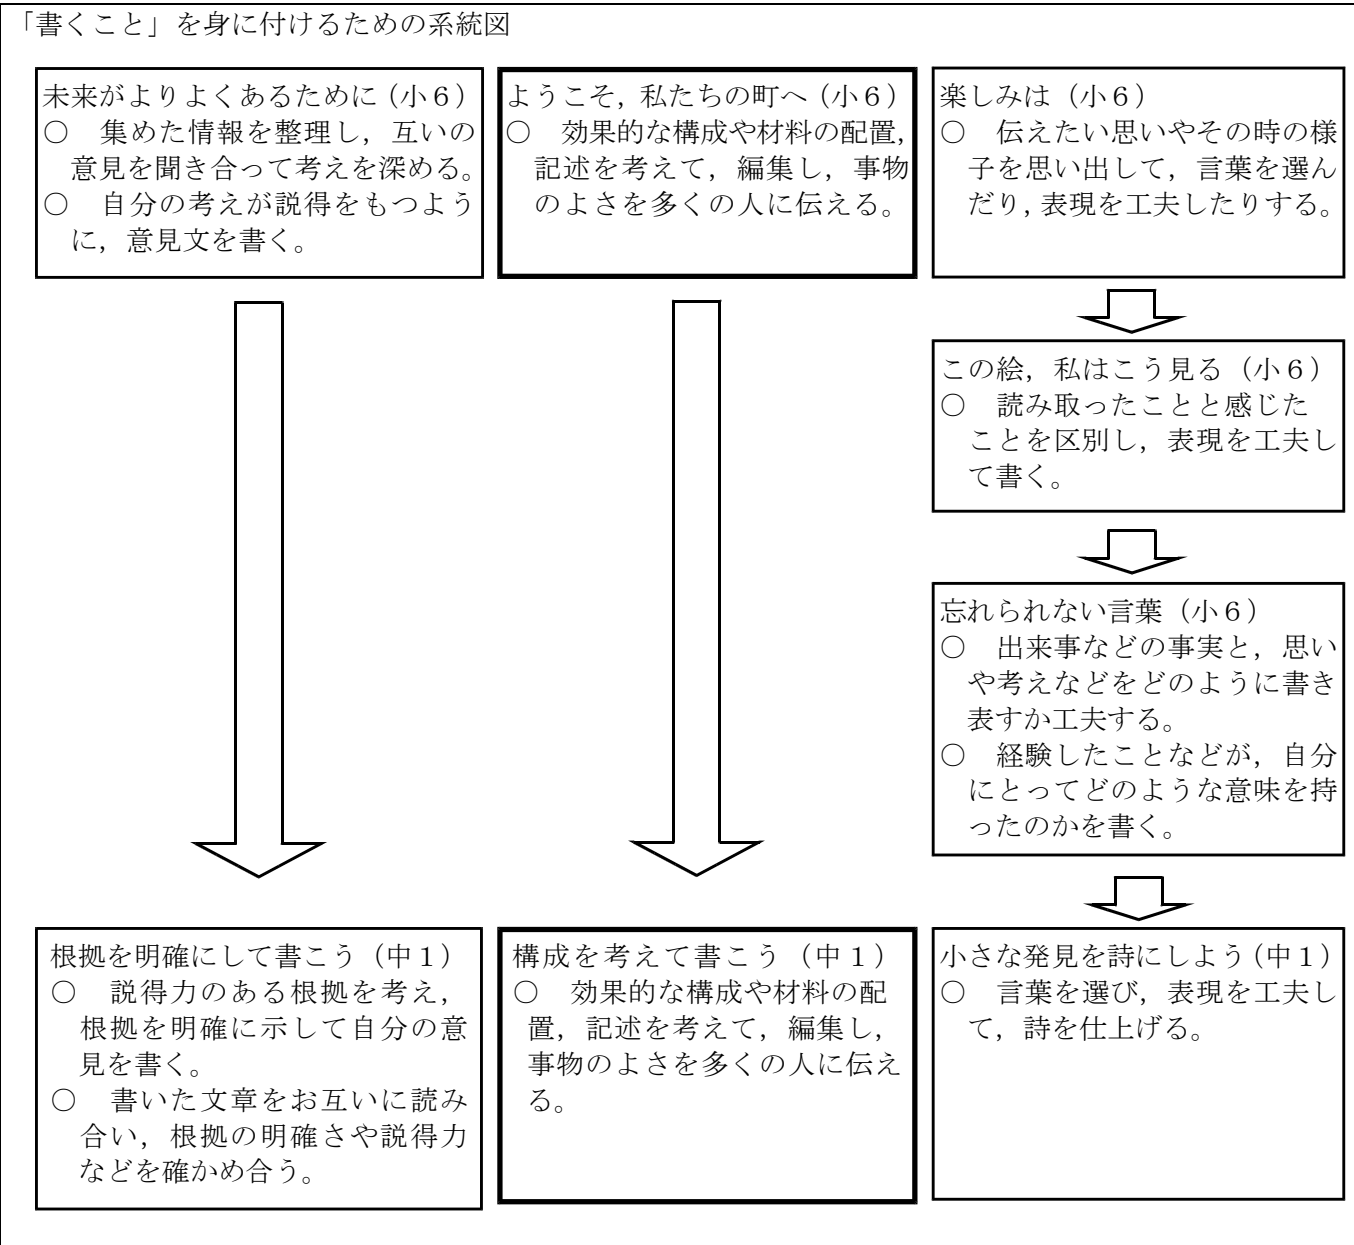 「書くこと」を身に付けるための系統図
未来がよりよくあるために（小６）
○　集めた情報を整理し，互いの
意見を聞き合って考えを深める。
○　自分の考えが説得をもつよう
に，意見文を書く。
ようこそ，私たちの町へ（小６）
○　効果的な構成や材料の配置，
記述を考えて，編集し，事物
のよさを多くの人に伝える。
楽しみは（小６）
○　伝えたい思いやその時の様
子を思い出して，言葉を選ん
だり，表現を工夫したりする。
この絵，私はこう見る（小６）
○　読み取ったことと感じた
ことを区別し，表現を工夫し
て書く。
忘れられない言葉（小６）
○　出来事などの事実と，思い
や考えなどをどのように書き
表すか工夫する。
○　経験したことなどが，自分
にとってどのような意味を持
ったのかを書く。
根拠を明確にして書こう（中１）
○　説得力のある根拠を考え，
根拠を明確に示して自分の意
見を書く。
○　書いた文章をお互いに読み
合い，根拠の明確さや説得力
などを確かめ合う。
構成を考えて書こう（中１）
○　効果的な構成や材料の配
置，記述を考えて，編集し，
事物のよさを多くの人に伝え
る。
小さな発見を詩にしよう（中１）
○　言葉を選び，表現を工夫し
て，詩を仕上げる。